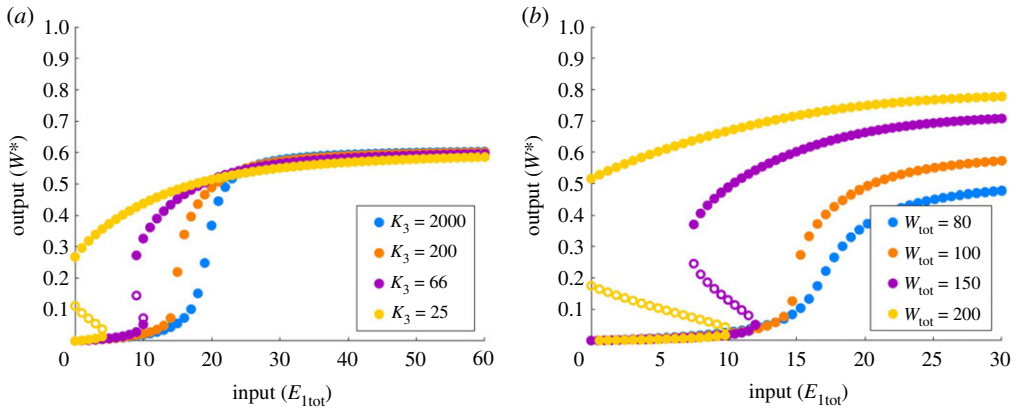 (a)
1.0
0.9
0.8
0.7
0.6
0.5
0.4
0.3
0.2
0.1
output (W*)
0 10 20 30 40 50 60
input (E1tot)
K3 = 2000
K3 = 200
K3 = 66
K3 = 25
(b)
1.0
0.9
0.8
0.7
0.6
0.5
0.4
0.3
0.2
0.1
output (W*)
0 5 10 15 20 25 30
input (E1tot)
Wtot = 80
Wtot = 100
Wtot = 150
Wtot = 200